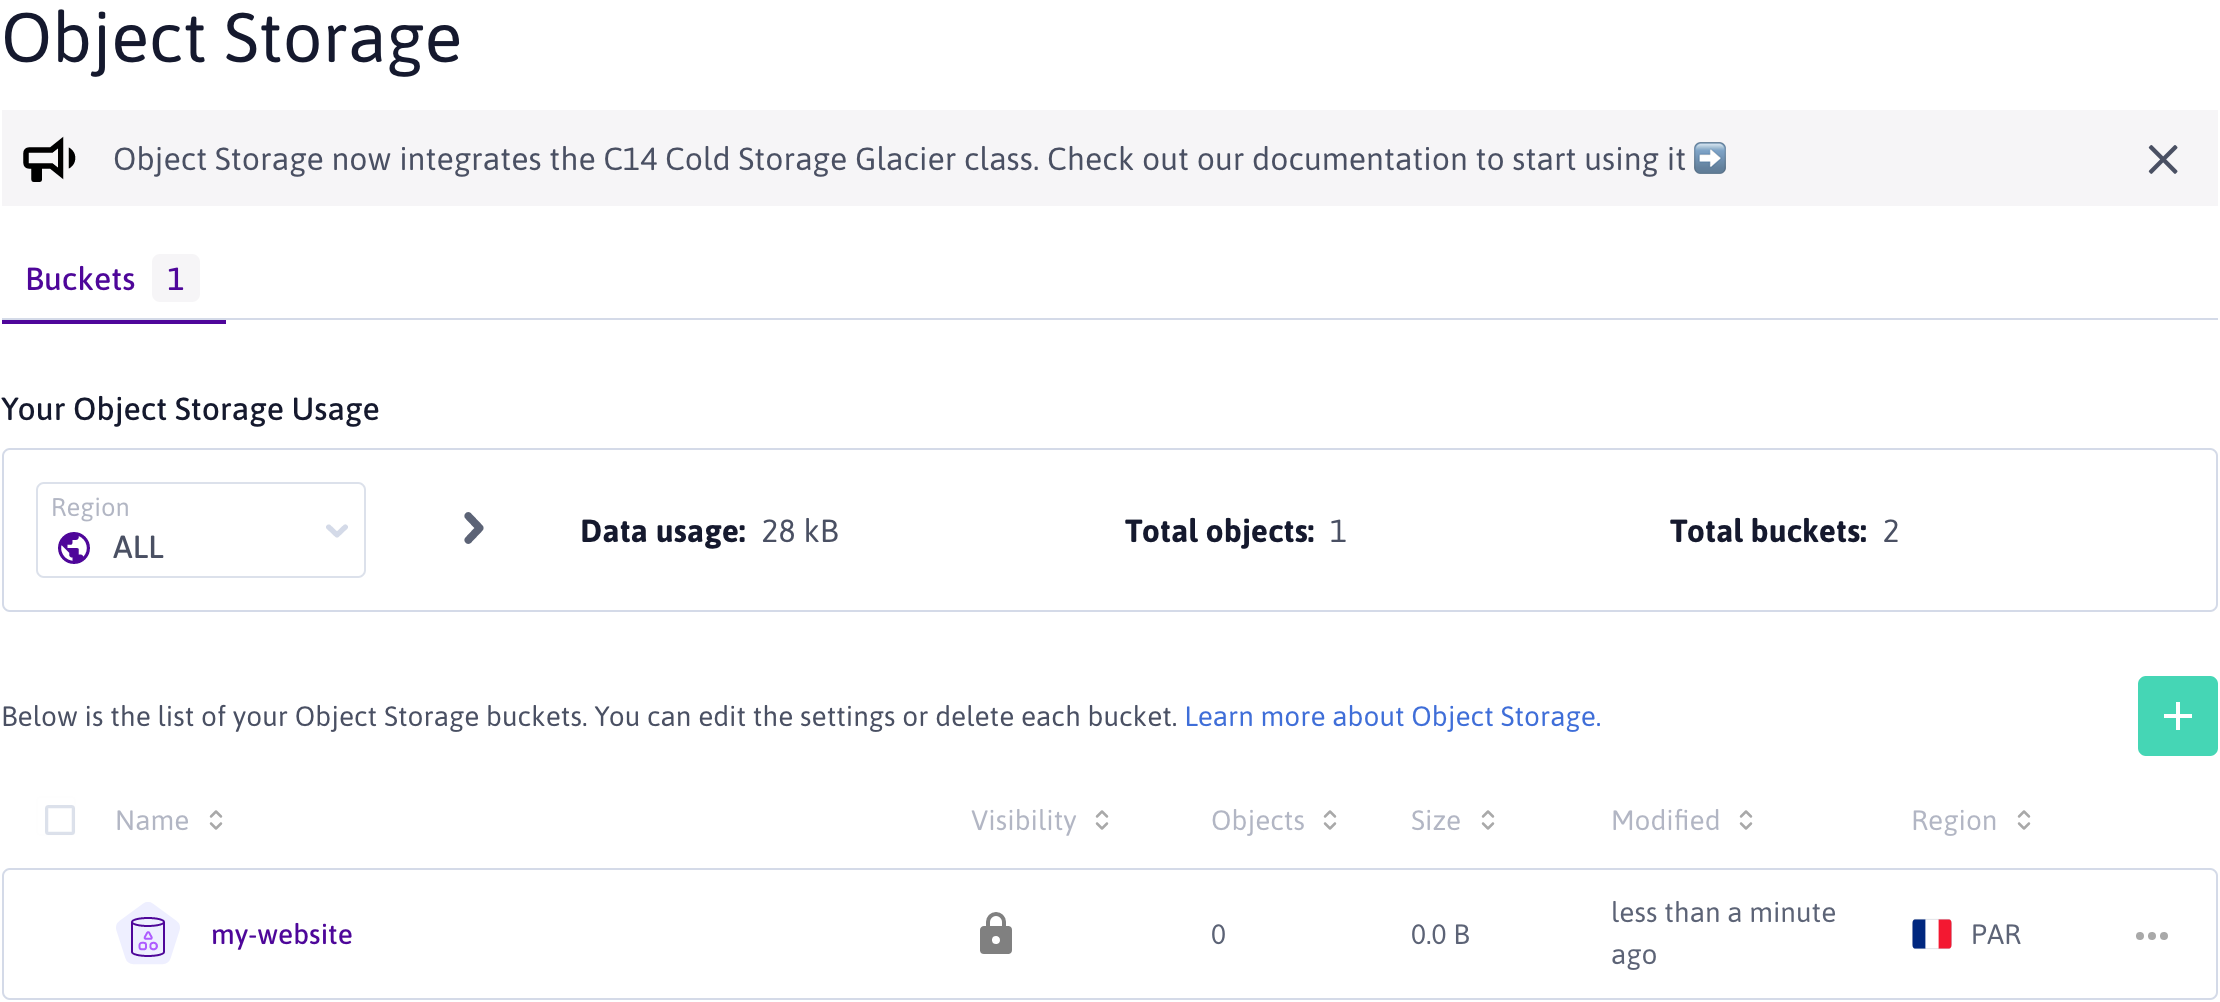 Object Storage
Object Storage now integrates the C14 Cold Storage Glacier class. Check out our documentation to start using it ➡️
Buckets 1
Your Object Storage Usage
Region
ALL
Data usage: 28 kB
Total objects: 1
Total buckets: 2
Below is the list of your Object Storage buckets. You can edit the settings or delete each bucket. Learn more about Object Storage.
Name Visibility Objects Size Modified Region
my-website 0 0.0 B less than a minute ago PAR